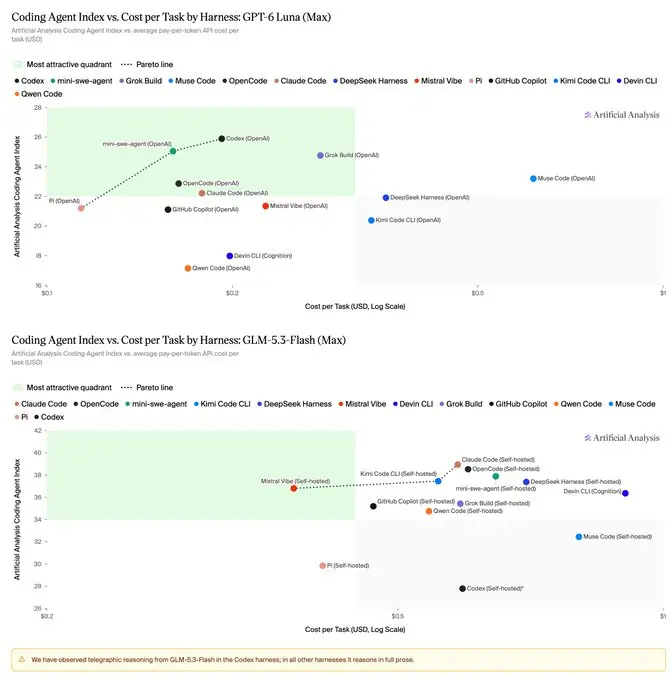 Coding Agent Index vs. Cost per Task by Harness: GPT-6 Luna (Max)
Artificial Analysis Coding Agent Index vs. average pay-per-token API cost per
task (USD)
Most attractive quadrant Pareto line
Codex mini-swe-agent Grok Build Muse Code OpenCode Claude Code DeepSeek Harness Mistral Vibe Pi GitHub Copilot Kimi Code CLI Devin CLI
Qwen Code
Artificial Analysis Coding Agent Index
28
Artificial Analysis
26
Codex (OpenAI)
mini-swe-agent (OpenAI)
Grok Build (OpenAI)
24
Muse Code (OpenAI)
OpenCode (OpenAI)
22
Claude Code (OpenAI)
DeepSeek Harness (OpenAI)
Pi (OpenAI)
GitHub Copilot (OpenAI)
Mistral Vibe (OpenAI)
Kimi Code CLI (OpenAI)
20
18
Devin CLI (Cognition)
Qwen Code (OpenAI)
16
$0.1 $0.2 $0.5 $1
Cost per Task (USD, Log Scale)
Coding Agent Index vs. Cost per Task by Harness: GLM-5.3-Flash (Max)
Artificial Analysis Coding Agent Index vs. average pay-per-token API cost per
task (USD)
Most attractive quadrant Pareto line
Claude Code OpenCode mini-swe-agent Kimi Code CLI DeepSeek Harness Mistral Vibe Devin CLI Grok Build GitHub Copilot Qwen Code Muse Code
Pi Codex
Artificial Analysis Coding Agent Index
42
Artificial Analysis
40
Claude Code (Self-hosted)
OpenCode (Self-hosted)
38
Kimi Code CLI (Self-hosted)
Mistral Vibe (Self-hosted)
DeepSeek Harness (Self-hosted)
mini-swe-agent (Self-hosted)
Devin CLI (Cognition)
36
GitHub Copilot (Self-hosted)
Grok Build (Self-hosted)
Qwen Code (Self-hosted)
34
32
Muse Code (Self-hosted)
30
Pi (Self-hosted)
28
Codex (Self-hosted)*
26
$0.2 $0.5 $1
Cost per Task (USD, Log Scale)
We have observed telegraphic reasoning from GLM-5.3-Flash in the Codex harness; in all other harnesses it reasons in full prose.